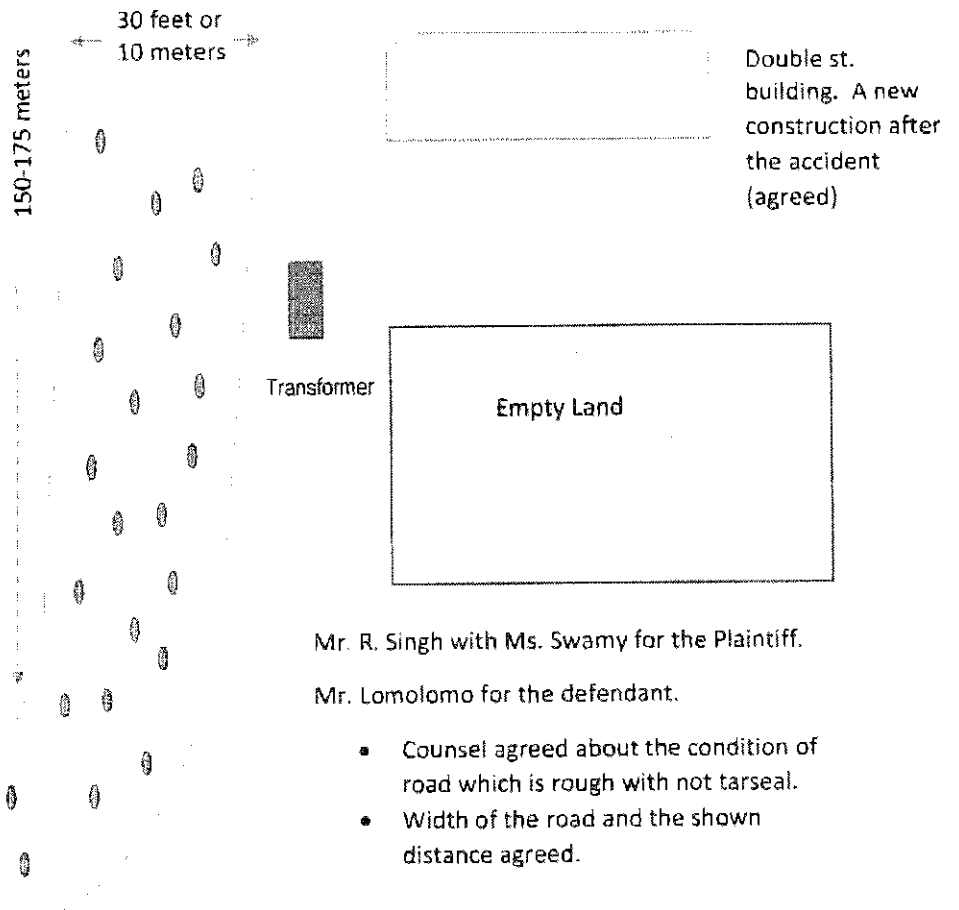 30 feet or
10 meters
150-175 meters
Double st.
building. A new
construction after
the accident
(agreed)
Transformer
Empty Land
Mr. R. Singh with Ms. Swamy for the Plaintiff.
Mr. Lomolomo for the defendant.
• Counsel agreed about the condition of
road which is rough with not tarseal.
• Width of the road and the shown
distance agreed.